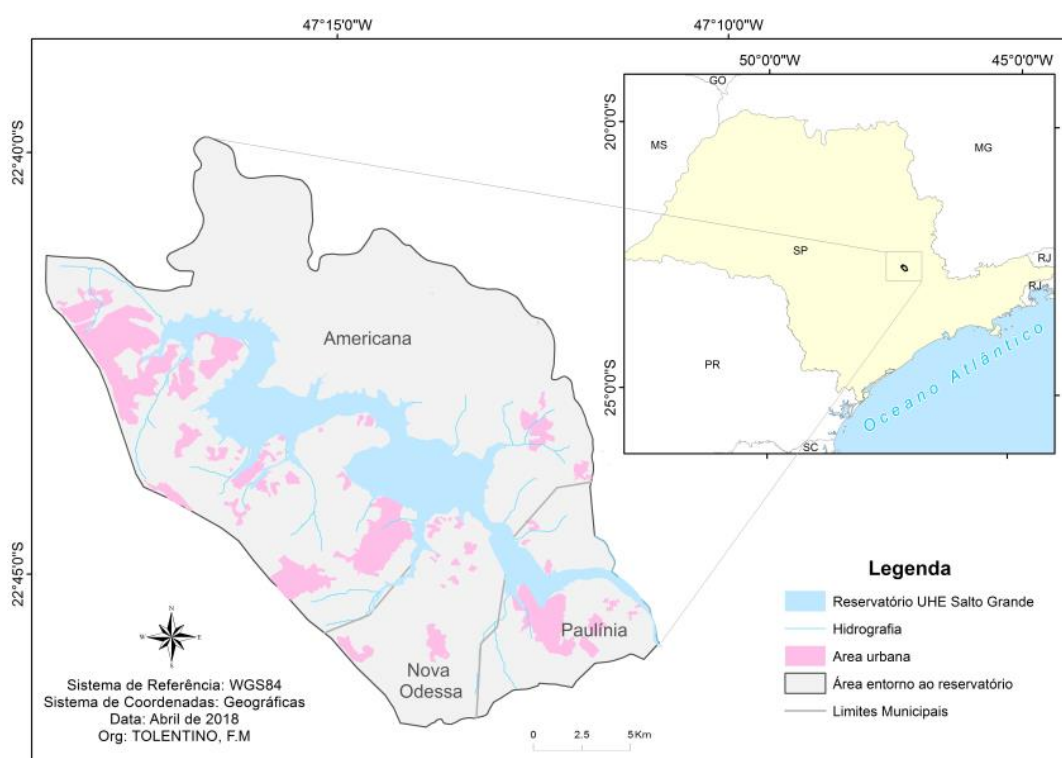 47°15'0"W
47°10'0"W
50°0'0"W
45°0'0"W
22°40'0"S
22°45'0"S
20°0'0"S
25°0'0"S
GO
MS
MG
SP
RJ
RJ
PR
SC
Oceano Atlântico
Americana
Paulínia
Nova
Odessa
N
W
E
S
Sistema de Referência: WGS84
Sistema de Coordenadas: Geográficas
Data: Abril de 2018
Org: TOLENTINO, F.M
0 2.5 5Km
Legenda
Reservatório UHE Salto Grande
Hidrografia
Area urbana
Área entorno ao reservatório
Limites Municipais